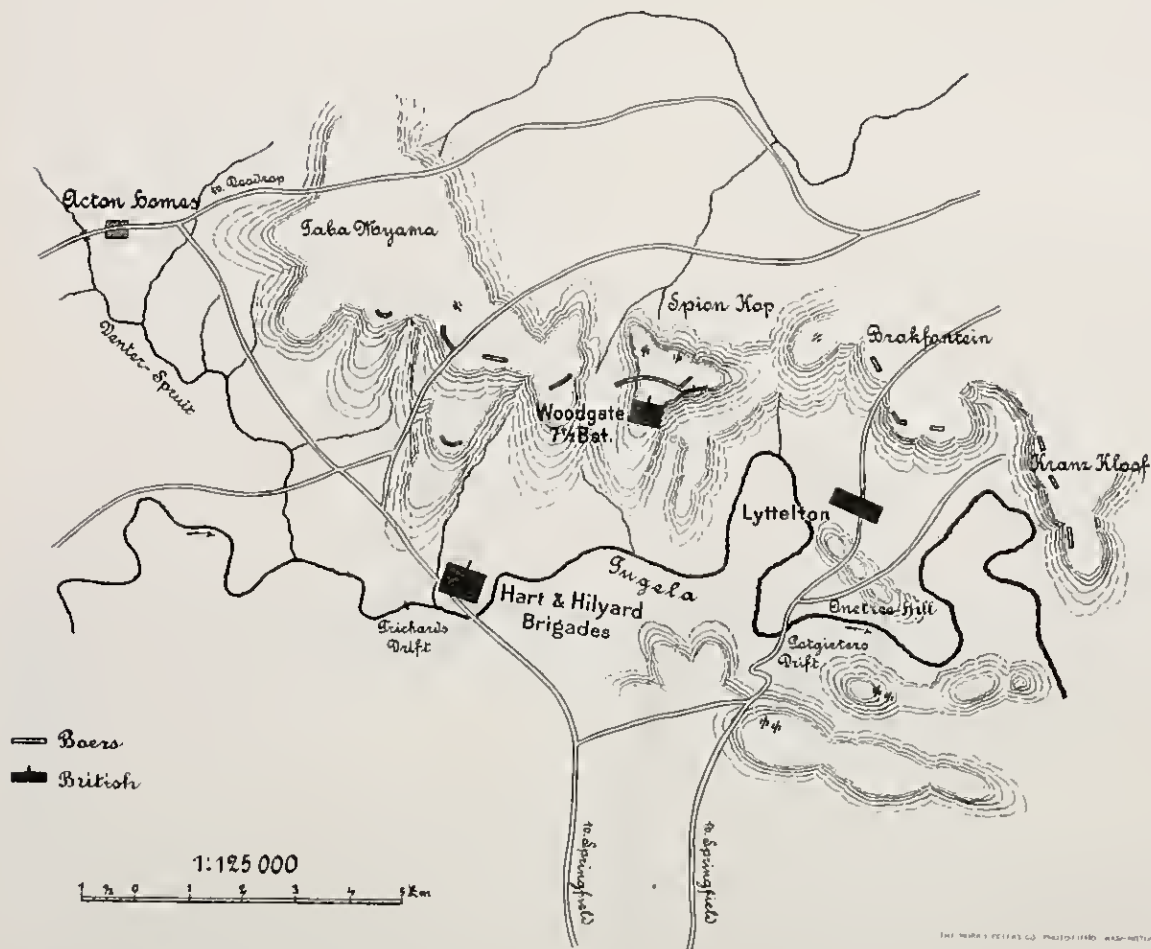 to Doodrop
Acton Homes
Taba Myama
Spion Kop
Brakfontein
Venter-Spruit
Woodgate
7½ Bat.
Kranz Kloof
Lyttelton
Tugela
Hart & Hilyard
Brigades
Onetree-Hill
Trichards
Drift
Potgieters
Drift
Boers
British
to Springfield
to Springfield
1:125 000
1 ½ 0 1 2 3 4 5 Km